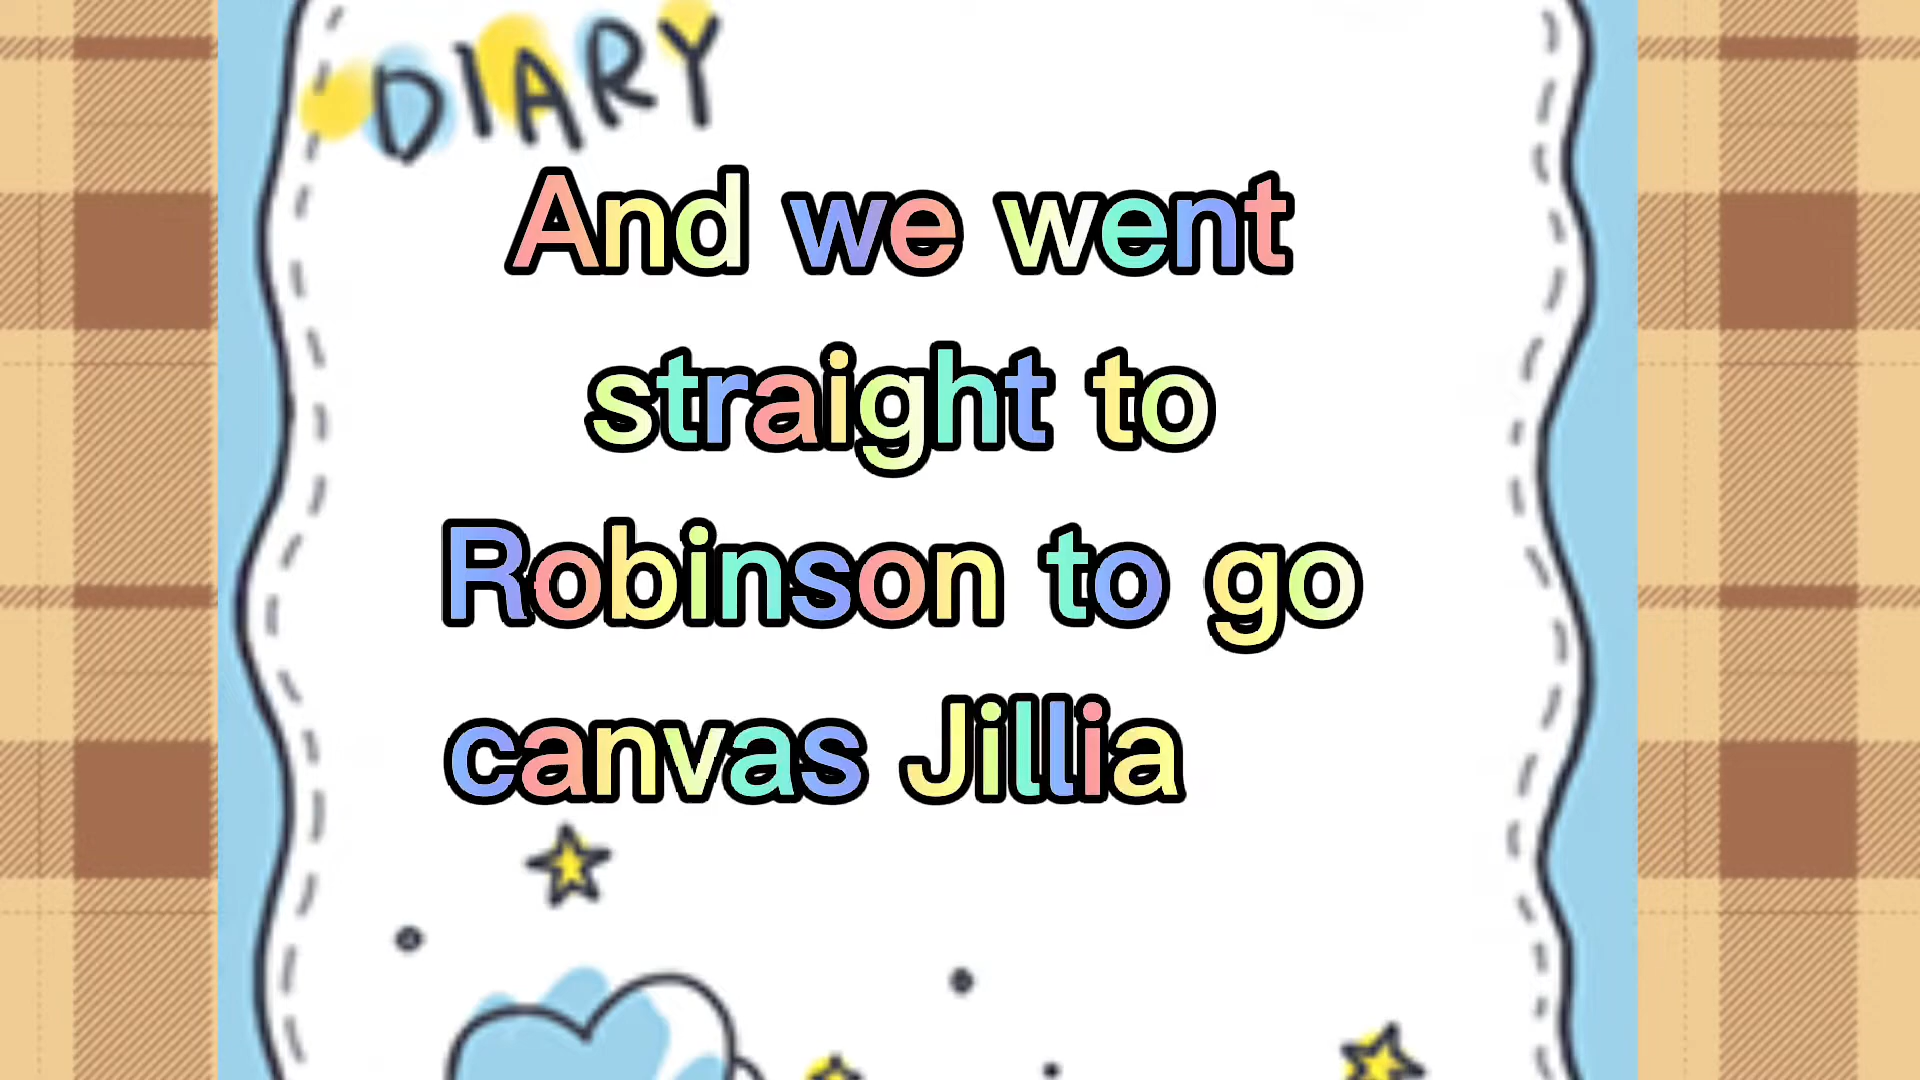 DIARY
And we went
straight to
Robinson to go
canvas Jillia